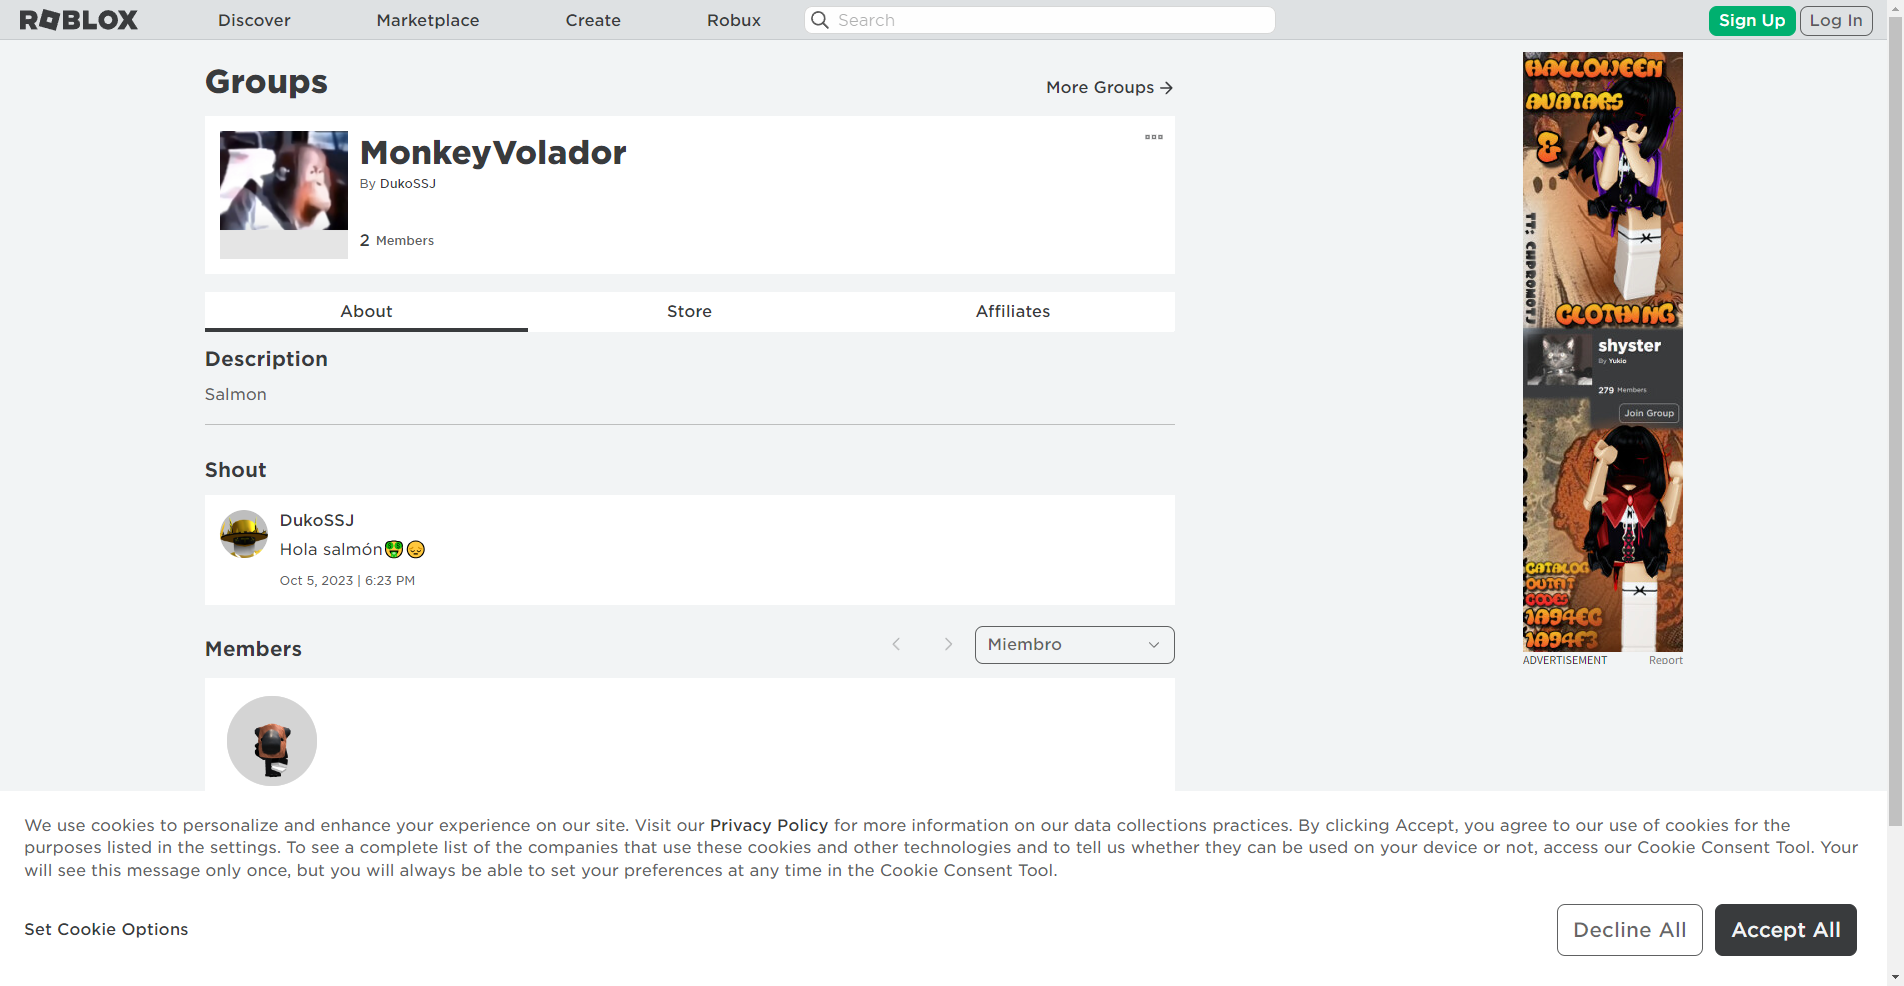 ROBLOX
Discover
Marketplace
Create
Robux
Search
Sign Up
Log In
Groups
More Groups
MonkeyVolador
By DukoSSJ
2 Members
About
Store
Affiliates
Description
Salmon
Shout
DukoSSJ
Hola salmón🤑😔
Oct 5, 2023 | 6:23 PM
Members
Miembro
HALLOWEEN
AVATARS
&
TT: CHPROMOTJ
CLOTHING
shyster
By Yukio
279 Members
Join Group
CATALOG
OUTFIT
CODES
1A94EC
1A94F3
ADVERTISEMENT
Report
We use cookies to personalize and enhance your experience on our site. Visit our Privacy Policy for more information on our data collections practices. By clicking Accept, you agree to our use of cookies for the
purposes listed in the settings. To see a complete list of the companies that use these cookies and other technologies and to tell us whether they can be used on your device or not, access our Cookie Consent Tool. Your
will see this message only once, but you will always be able to set your preferences at any time in the Cookie Consent Tool.
Set Cookie Options
Decline All
Accept All